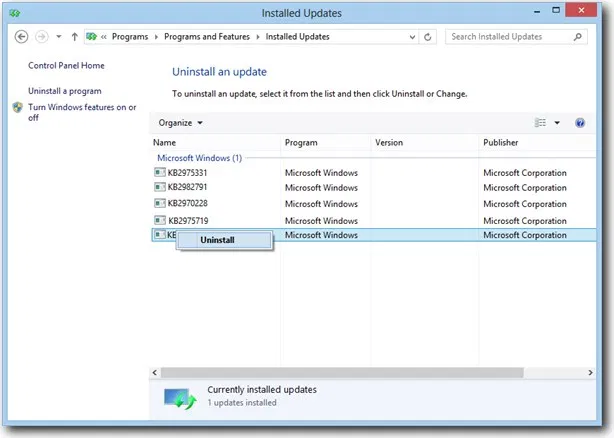 Installed Updates
Programs Programs and Features Installed Updates
Search Installed Updates
Control Panel Home
Uninstall a program
Turn Windows features on or
off
Uninstall an update
To uninstall an update, select it from the list and then click Uninstall or Change.
Organize
Name Program Version Publisher
Microsoft Windows (1)
KB2975331 Microsoft Windows Microsoft Corporation
KB2982791 Microsoft Windows Microsoft Corporation
KB2970228 Microsoft Windows Microsoft Corporation
KB2975719 Microsoft Windows Microsoft Corporation
KB Microsoft Windows Microsoft Corporation
Uninstall
Currently installed updates
1 updates installed